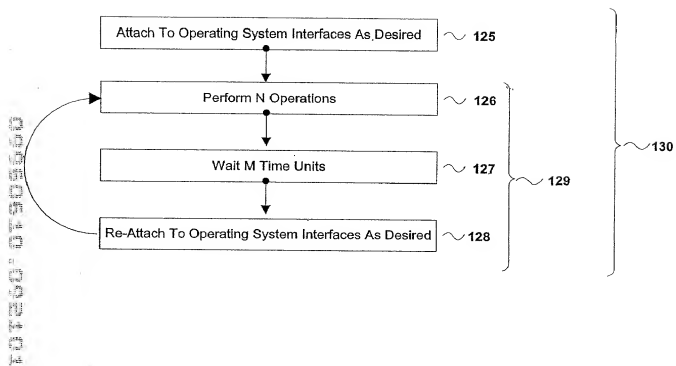 Attach To Operating System Interfaces As Desired 125
Perform N Operations 126
Wait M Time Units 127
Re-Attach To Operating System Interfaces As Desired 128
129
130